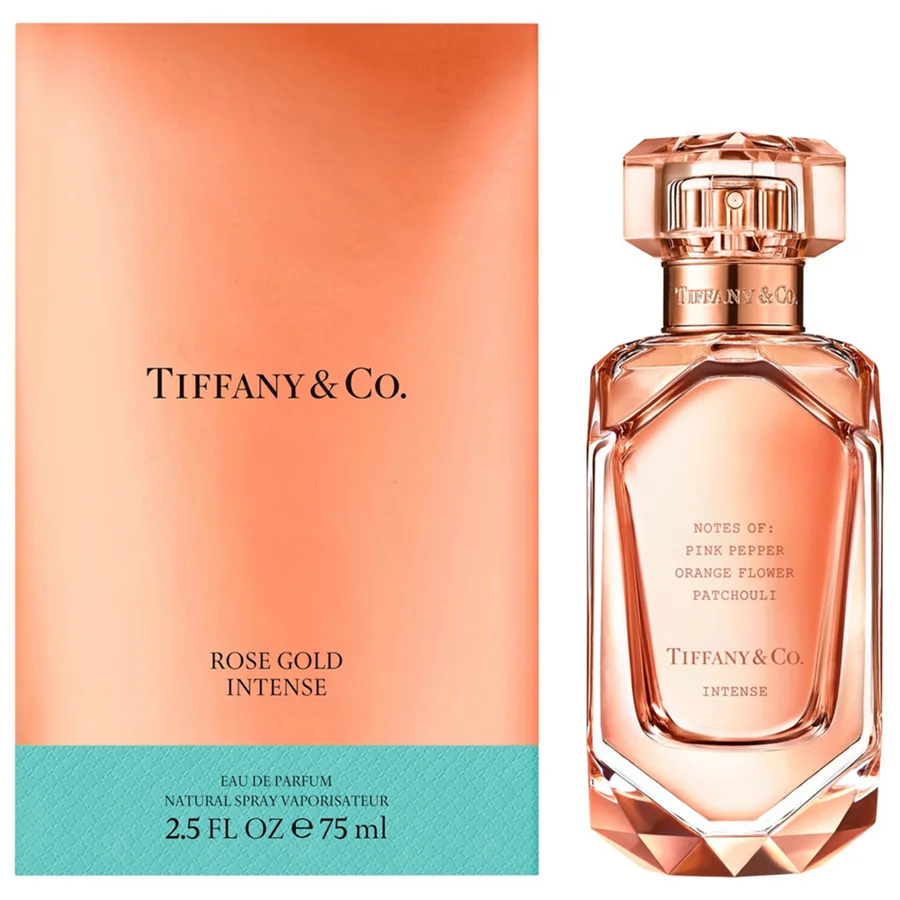 TIFFANY & CO.
ROSE GOLD
INTENSE
EAU DE PARFUM
NATURAL SPRAY VAPORISATEUR
2.5 FL OZ ℮ 75 ml
TIFFANY & CO.
NOTES OF:
PINK PEPPER
ORANGE FLOWER
PATCHOULI
TIFFANY & CO.
INTENSE